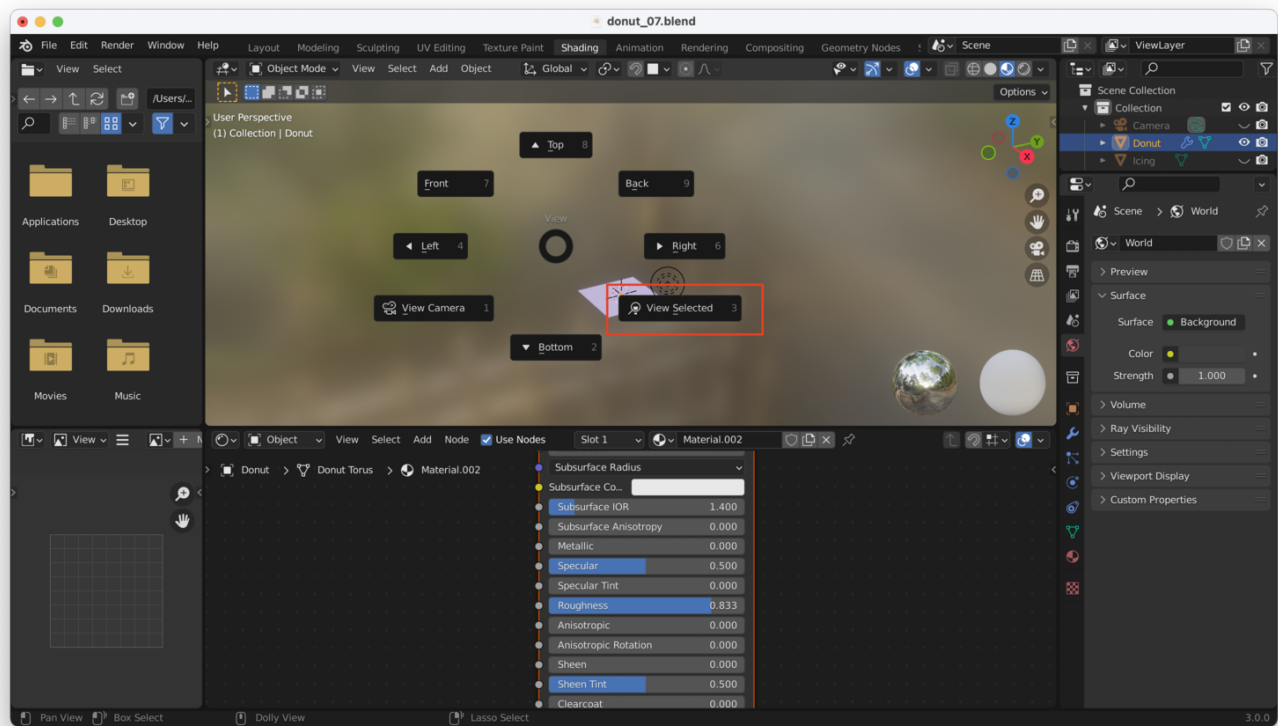 donut_07.blend
File Edit Render Window Help Layout Modeling Sculpting UV Editing Texture Paint Shading Animation Rendering Compositing Geometry Nodes Scene ViewLayer
View Select Object Mode View Select Add Object Global
/Users/... Options
User Perspective
(1) Collection | Donut
Applications Desktop
Documents Downloads
Movies Music
Top 8
Front 7 Back 9
View
Left 4 Right 6
View Camera 1 View Selected 3
Bottom 2
Z
Y
X
Scene Collection
Collection
Camera
Donut
Icing
Scene > World
World
Preview
Surface
Surface Background
Color
Strength 1.000
Volume
Ray Visibility
Settings
Viewport Display
Custom Properties
View Object View Select Add Node Use Nodes Slot 1 Material.002
Donut > Donut Torus > Material.002
Subsurface Radius
Subsurface Co...
Subsurface IOR 1.400
Subsurface Anisotropy 0.000
Metallic 0.000
Specular 0.500
Specular Tint 0.000
Roughness 0.833
Anisotropic 0.000
Anisotropic Rotation 0.000
Sheen 0.000
Sheen Tint 0.500
Clearcoat 0.000
Pan View Box Select Dolly View Lasso Select 3.0.0